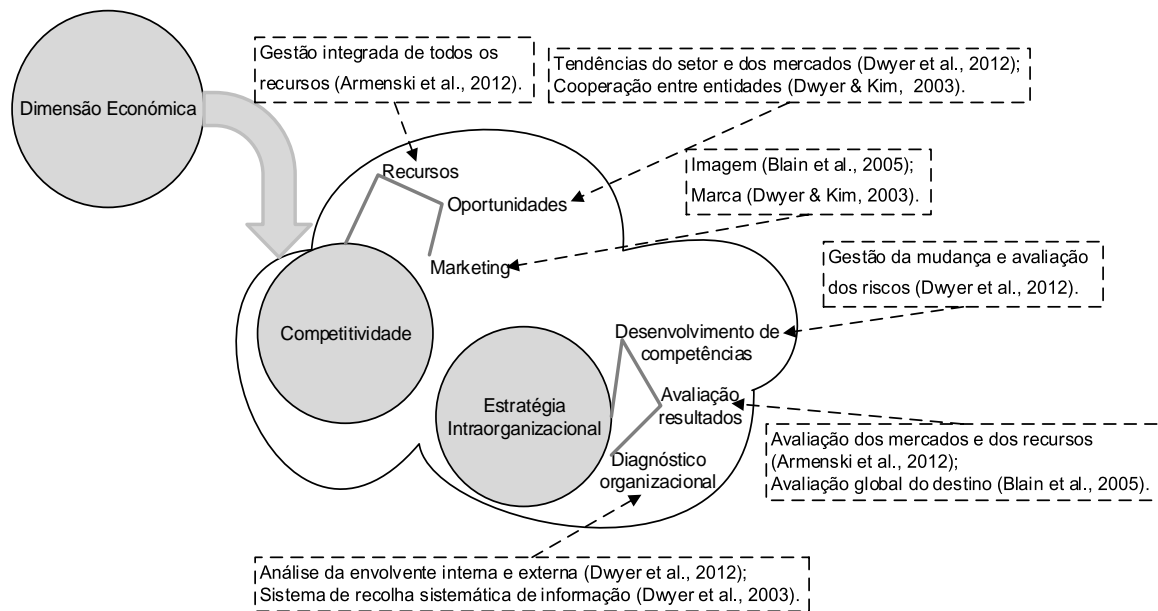 Gestão integrada de todos os
recursos (Armenski et al., 2012).
Tendências do setor e dos mercados (Dwyer et al., 2012);
Cooperação entre entidades (Dwyer & Kim, 2003).
Dimensão Económica
Imagem (Blain et al., 2005);
Marca (Dwyer & Kim, 2003).
Recursos
Oportunidades
Marketing
Gestão da mudança e avaliação
dos riscos (Dwyer et al., 2012).
Competitividade
Desenvolvimento de
competências
Estratégia
Intraorganizacional
Avaliação
resultados
Diagnóstico
organizacional
Avaliação dos mercados e dos recursos
(Armenski et al., 2012);
Avaliação global do destino (Blain et al., 2005).
Análise da envolvente interna e externa (Dwyer et al., 2012);
Sistema de recolha sistemática de informação (Dwyer et al., 2003).